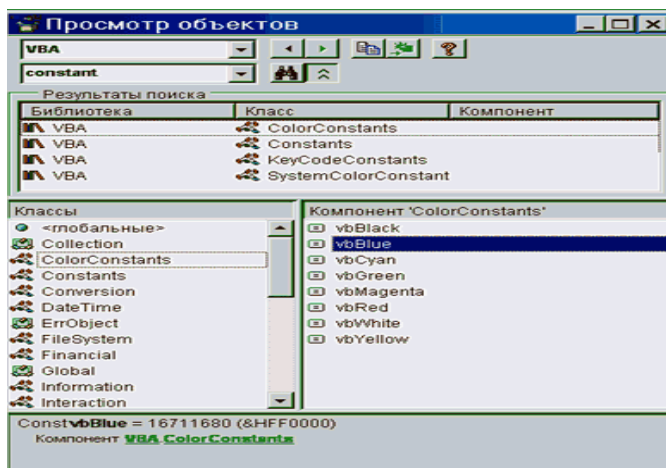 Просмотр объектов
VBA
constant
Результаты поиска
Библиотека Класс Компонент
VBA ColorConstants
VBA Constants
VBA KeyCodeConstants
VBA SystemColorConstant
Классы
<глобальные>
Collection
ColorConstants
Constants
Conversion
DateTime
ErrObject
FileSystem
Financial
Global
Information
Interaction
Компонент 'ColorConstants'
vbBlack
vbBlue
vbCyan
vbGreen
vbMagenta
vbRed
vbWhite
vbYellow
Const vbBlue = 16711680 (&HFF0000)
Компонент VBA.ColorConstants